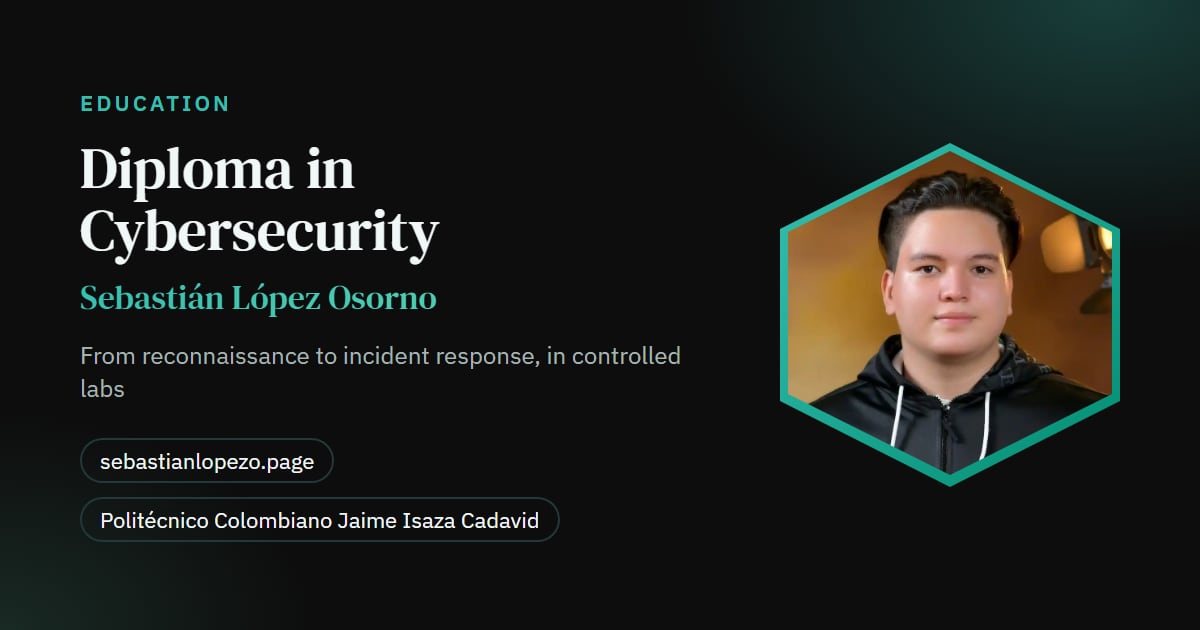 EDUCATION
Diploma in
Cybersecurity
Sebastián López Osorno
From reconnaissance to incident response, in controlled
labs
sebastianlopezo.page
Politécnico Colombiano Jaime Isaza Cadavid